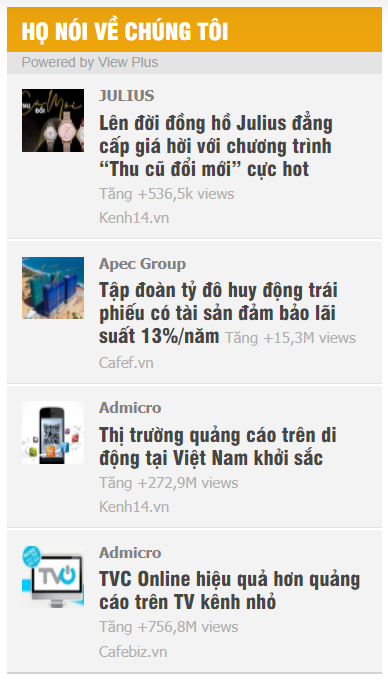 HỌ NÓI VỀ CHÚNG TÔI
Powered by View Plus
JULIUS
Lên đời đồng hồ Julius đẳng
cấp giá hời với chương trình
“Thu cũ đổi mới” cực hot
Tăng +536,5k views
Kenh14.vn
Apec Group
Tập đoàn tỷ đô huy động trái
phiếu có tài sản đảm bảo lãi
suất 13%/năm Tăng +15,3M views
Cafef.vn
Admicro
Thị trường quảng cáo trên di
động tại Việt Nam khởi sắc
Tăng +272,9M views
Kenh14.vn
Admicro
TVC Online hiệu quả hơn quảng
cáo trên TV kênh nhỏ
Tăng +756,8M views
Cafebiz.vn